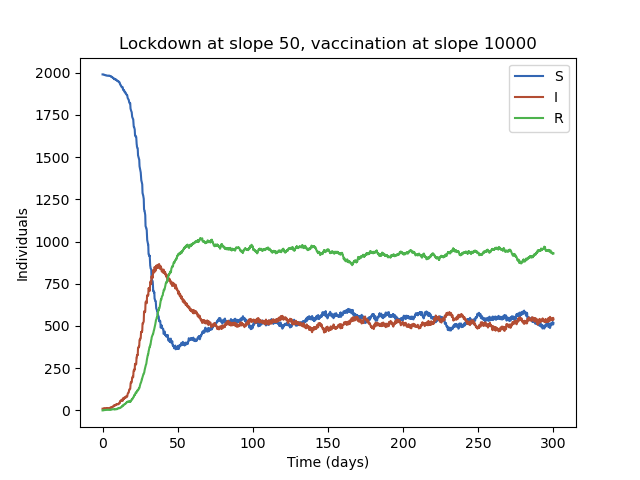 Lockdown at slope 50, vaccination at slope 10000
S
I
R
2000
1750
1500
1250
1000
750
500
250
0
Individuals
0 50 100 150 200 250 300
Time (days)